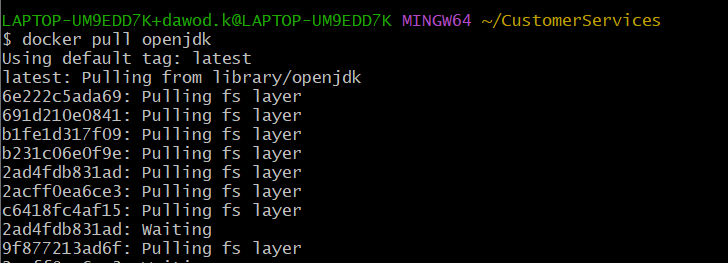 LAPTOP-UM9EDD7K+dawod.k@LAPTOP-UM9EDD7K MINGW64 ~/CustomerServices
$ docker pull openjdk
Using default tag: latest
latest: Pulling from library/openjdk
6e222c5ada69: Pulling fs layer
691d210e0841: Pulling fs layer
b1fe1d317f09: Pulling fs layer
b231c06e0f9e: Pulling fs layer
2ad4fdb831ad: Pulling fs layer
2acff0ea6ce3: Pulling fs layer
c6418fc4af15: Pulling fs layer
2ad4fdb831ad: Waiting
9f877213ad6f: Pulling fs layer